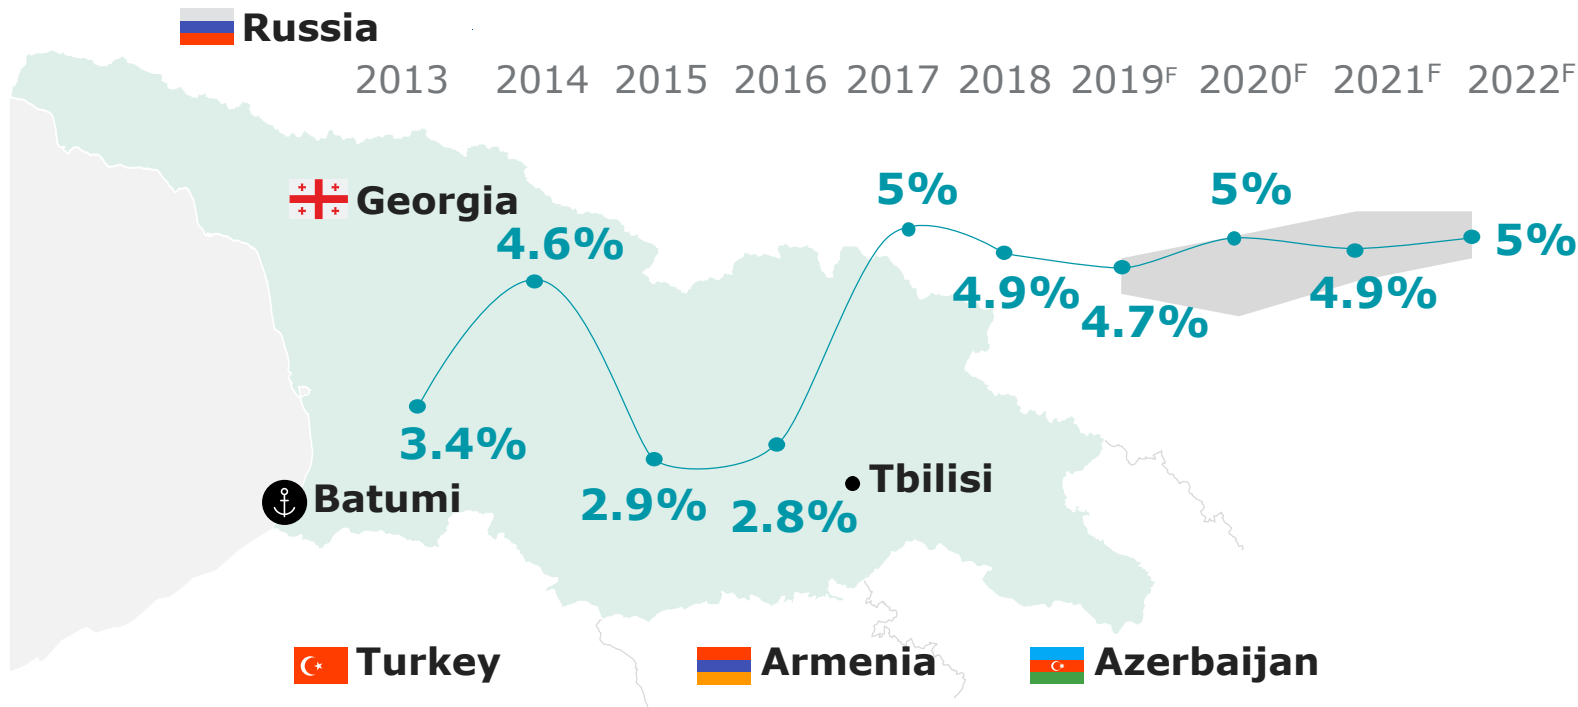 Russia
2013 2014 2015 2016 2017 2018 2019F 2020F 2021F 2022F
Georgia
5% 5%
4.6%
5%
4.9% 4.9%
4.7%
3.4%
2.9% 2.8%
Tbilisi
Batumi
Turkey Armenia Azerbaijan